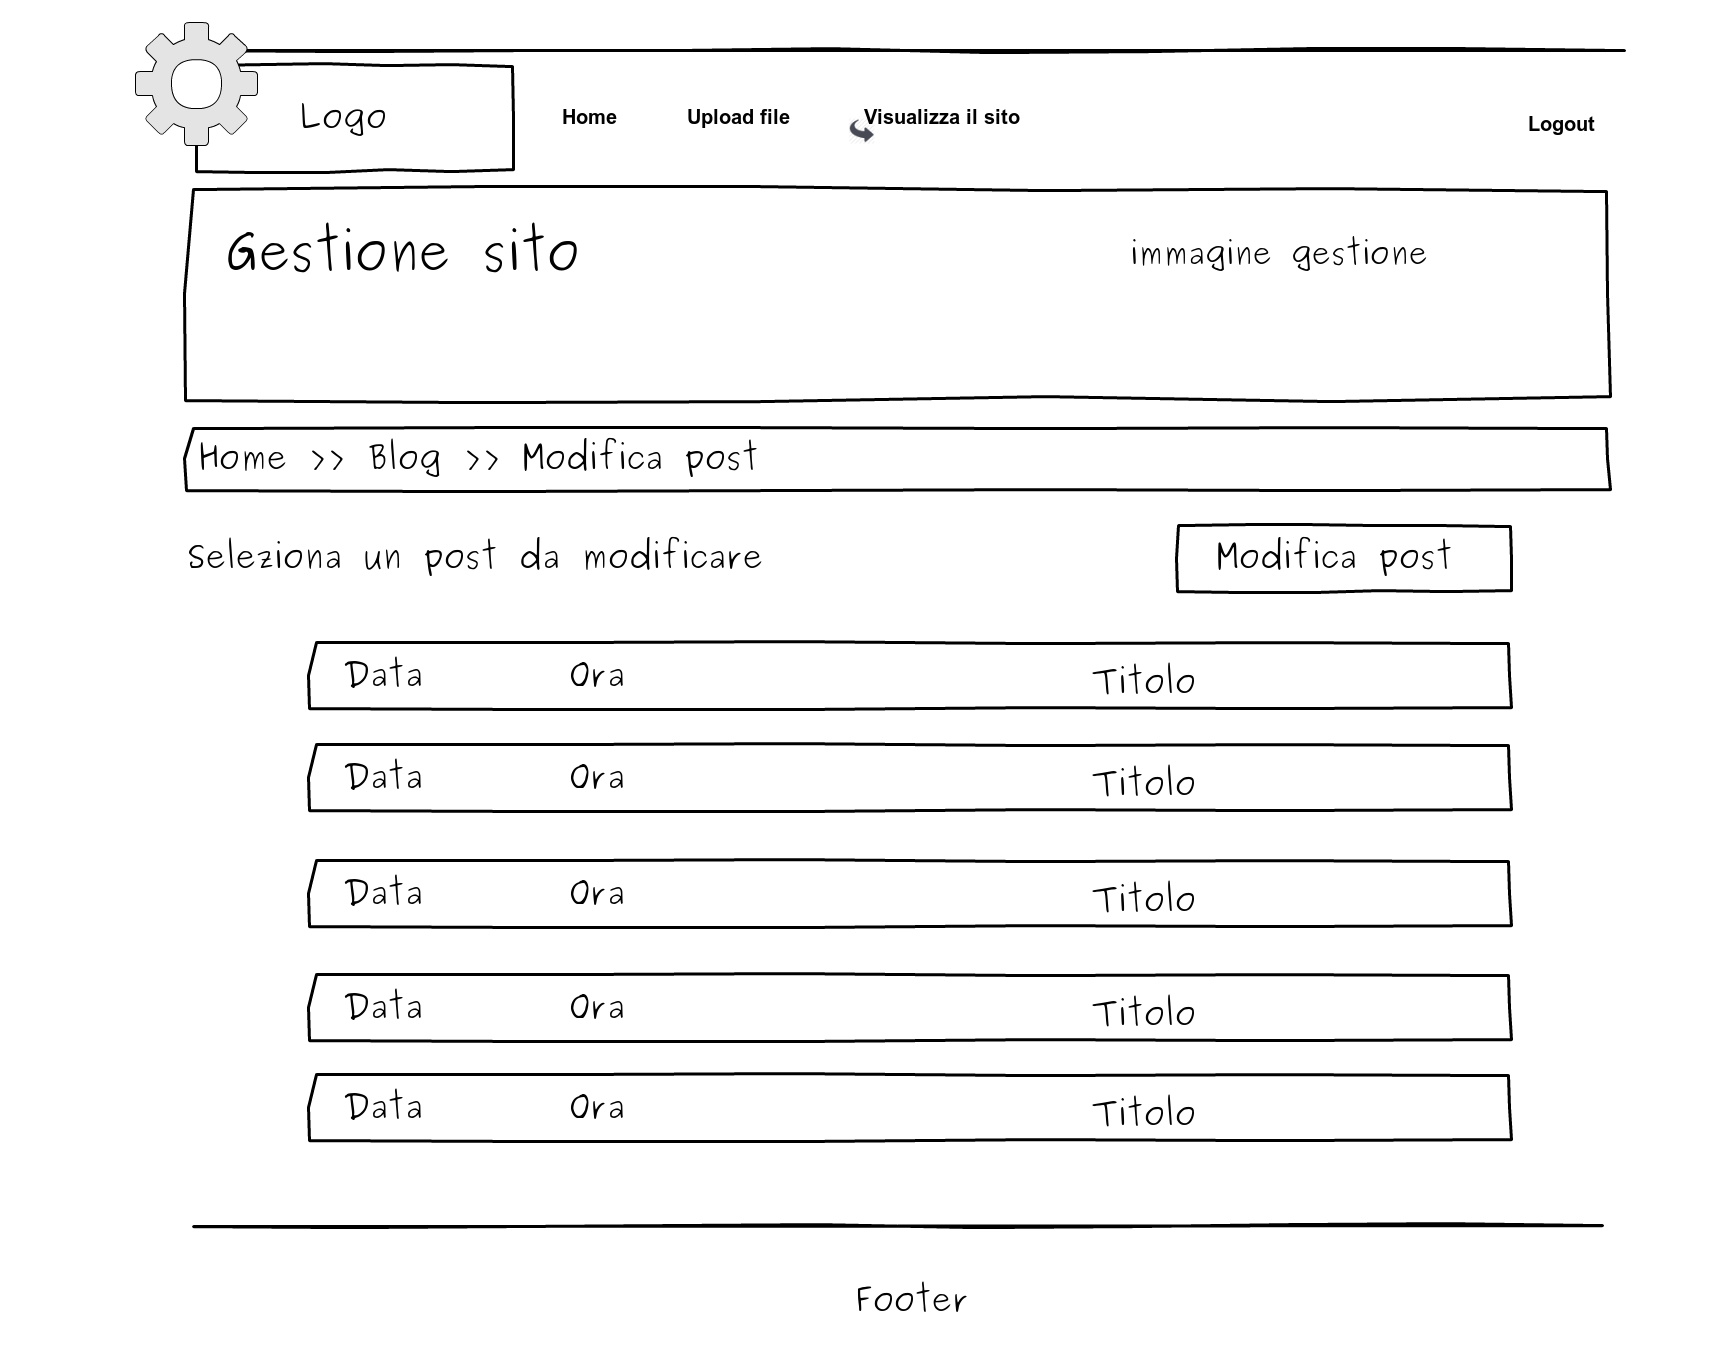 Logo
Home Upload file Visualizza il sito Logout
Gestione sito immagine gestione
Home >> Blog >> Modifica post
Seleziona un post da modificare Modifica post
Data Ora Titolo
Data Ora Titolo
Data Ora Titolo
Data Ora Titolo
Data Ora Titolo
Footer